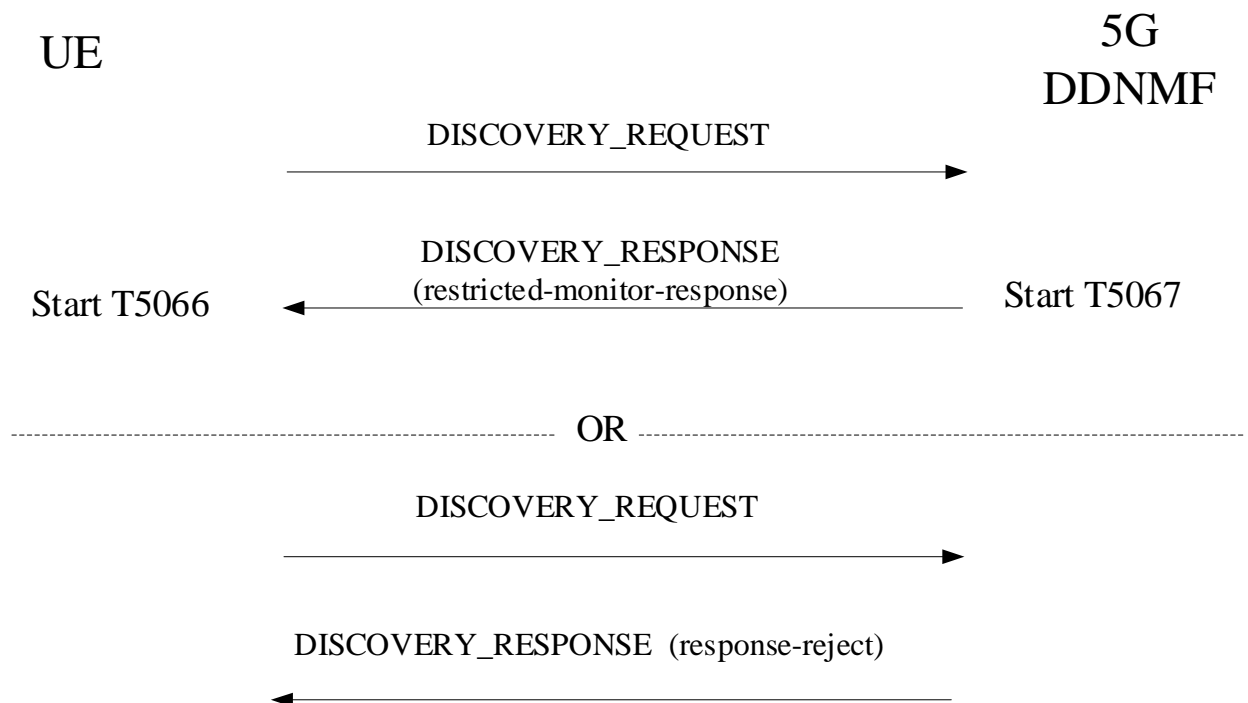 UE
5G
DDNMF
DISCOVERY_REQUEST
DISCOVERY_RESPONSE
(restricted-monitor-response)
Start T5066
Start T5067
OR
DISCOVERY_REQUEST
DISCOVERY_RESPONSE (response-reject)